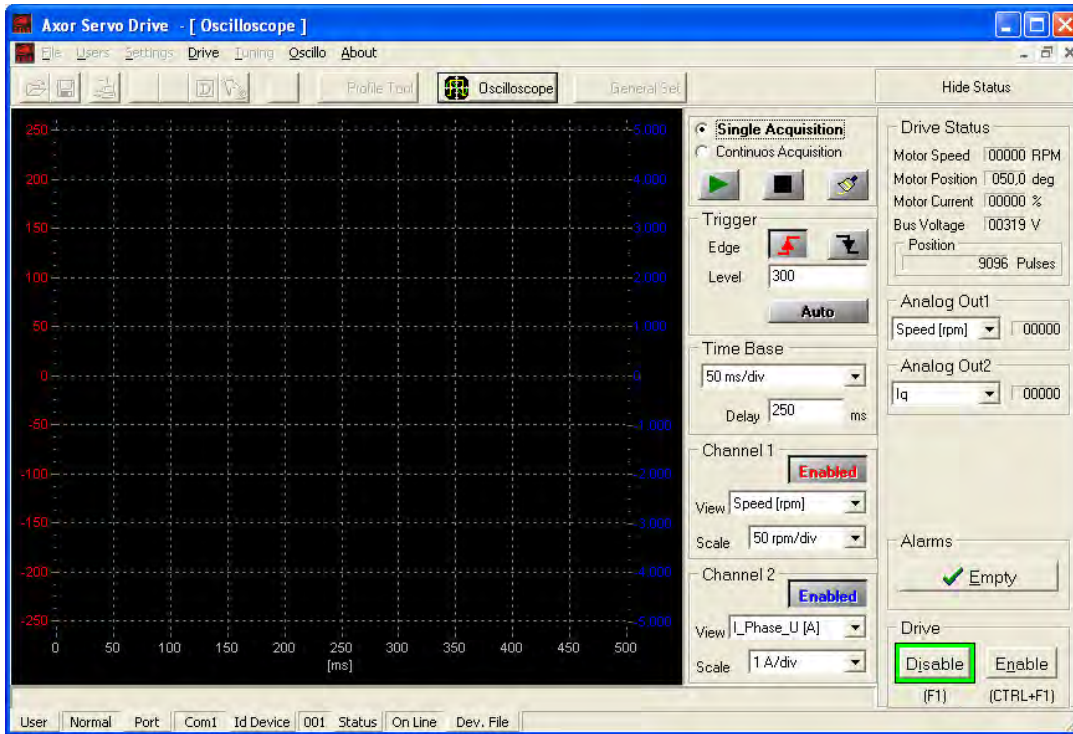 Axor Servo Drive - [ Oscilloscope ]
File Users Settings Drive Tuning Oscillo About
D Profile Tool Oscilloscope General Set Hide Status
250
200
150
100
50
0
-50
-100
-150
-200
-250
5.000
4.000
3.000
2.000
1.000
0
-1.000
-2.000
-3.000
-4.000
-5.000
0 50 100 150 200 250 300 350 400 450 500
[ms]
Single Acquisition
Continuos Acquisition
Trigger
Edge
Level 300
Auto
Time Base
50 ms/div
Delay 250 ms
Channel 1
Enabled
View Speed [rpm]
Scale 50 rpm/div
Channel 2
Enabled
View I_Phase_U [A]
Scale 1 A/div
Drive Status
Motor Speed 00000 RPM
Motor Position 050,0 deg
Motor Current 00000 %
Bus Voltage 00319 V
Position
9096 Pulses
Analog Out1
Speed [rpm] 00000
Analog Out2
Iq 00000
Alarms
Empty
Drive
Disable Enable
(F1) (CTRL+F1)
User Normal Port Com1 Id Device 001 Status On Line Dev. File